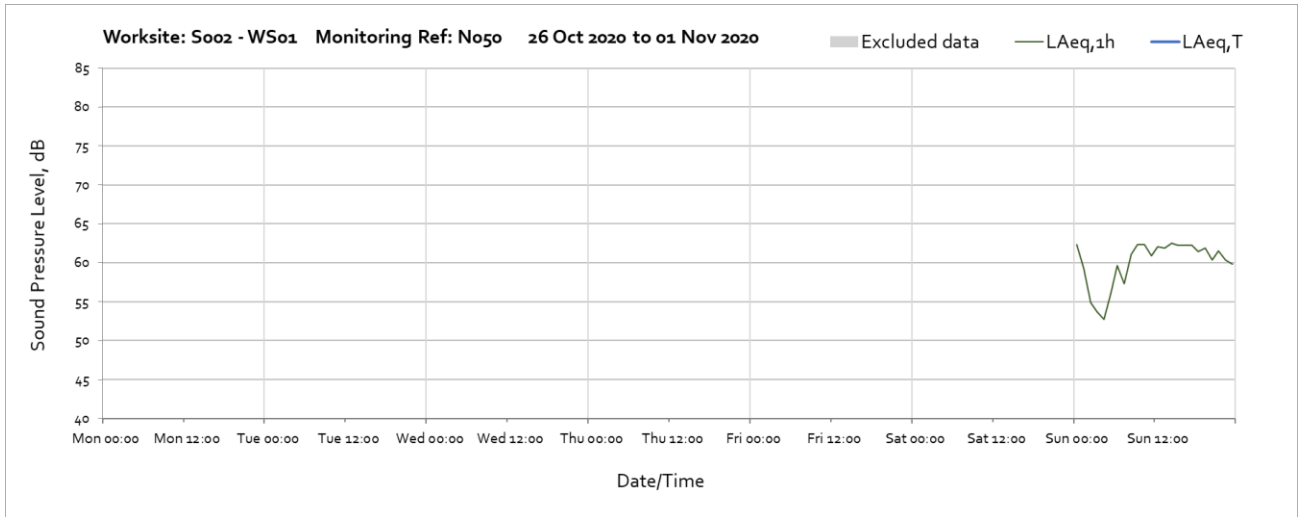 Worksite: S002 - WS01 Monitoring Ref: N050 26 Oct 2020 to 01 Nov 2020
Excluded data LAeq,1h LAeq,T
85
80
75
70
65
60
55
50
45
40
Sound Pressure Level, dB
Mon 00:00 Mon 12:00 Tue 00:00 Tue 12:00 Wed 00:00 Wed 12:00 Thu 00:00 Thu 12:00 Fri 00:00 Fri 12:00 Sat 00:00 Sat 12:00 Sun 00:00 Sun 12:00
Date/Time